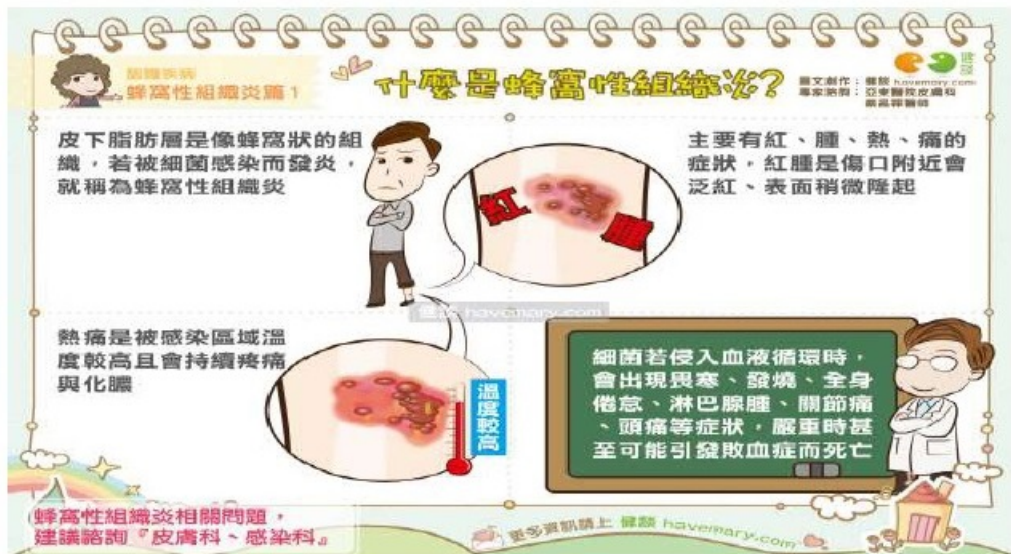 蜂窩性組織炎篇 1
什麼是蜂窩性組織炎?
圖文創作:健談 havemary.com
專家諮詢:亞東醫院皮膚科
皮下脂肪層是像蜂窩狀的組
織,若被細菌感染而發炎,
就稱為蜂窩性組織炎
主要有紅、腫、熱、痛的
症狀,紅腫是傷口附近會
泛紅、表面稍微隆起
紅
腫
健談 havemary.com
熱痛是被感染區域溫
度較高且會持續疼痛
與化膿
溫度較高
細菌若侵入血液循環時,
會出現畏寒、發燒、全身
倦怠、淋巴腺腫、關節痛
、頭痛等症狀,嚴重時甚
至可能引發敗血症而死亡
蜂窩性組織炎相關問題,
建議諮詢『皮膚科、感染科』
更多資訊請上 健談 havemary.com